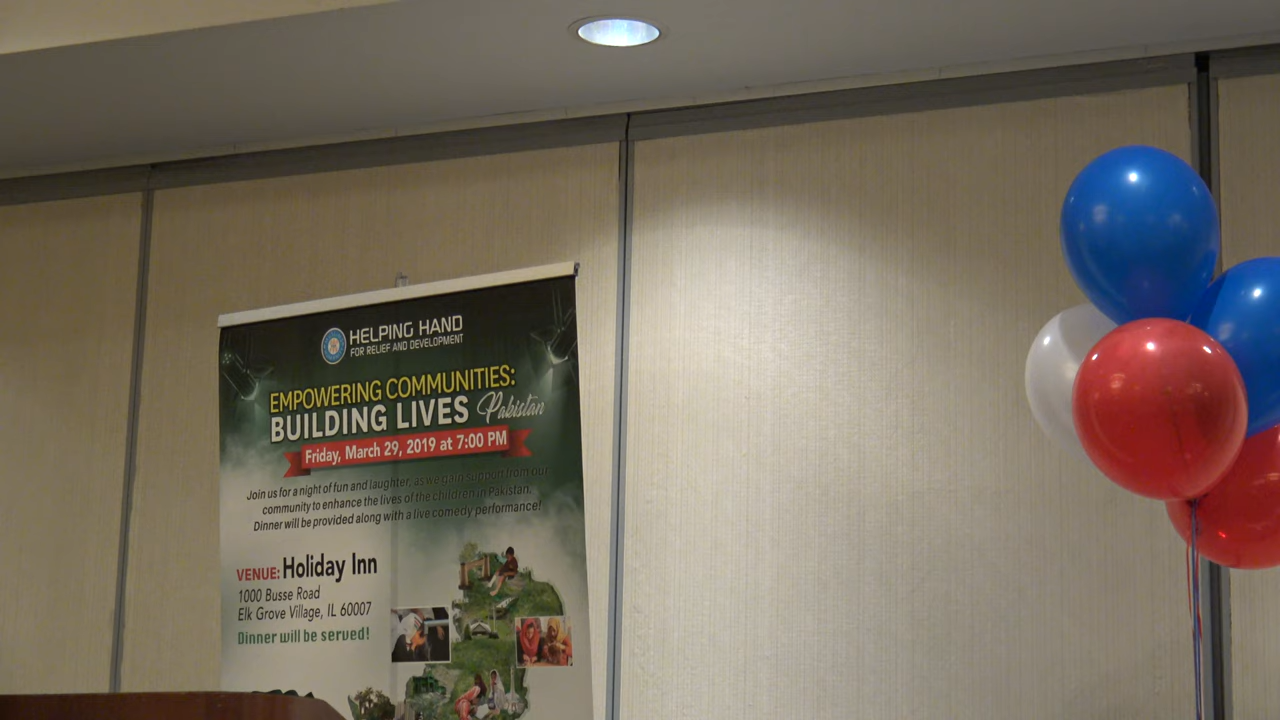 HELPING HAND
FOR RELIEF AND DEVELOPMENT
EMPOWERING COMMUNITIES:
BUILDING LIVES Pakistan
Friday, March 29, 2019 at 7:00 PM
Join us for a night of fun and laughter, as we gain support from our
community to enhance the lives of the children in Pakistan.
Dinner will be provided along with a live comedy performance!
VENUE: Holiday Inn
1000 Busse Road
Elk Grove Village, IL 60007
Dinner will be served!